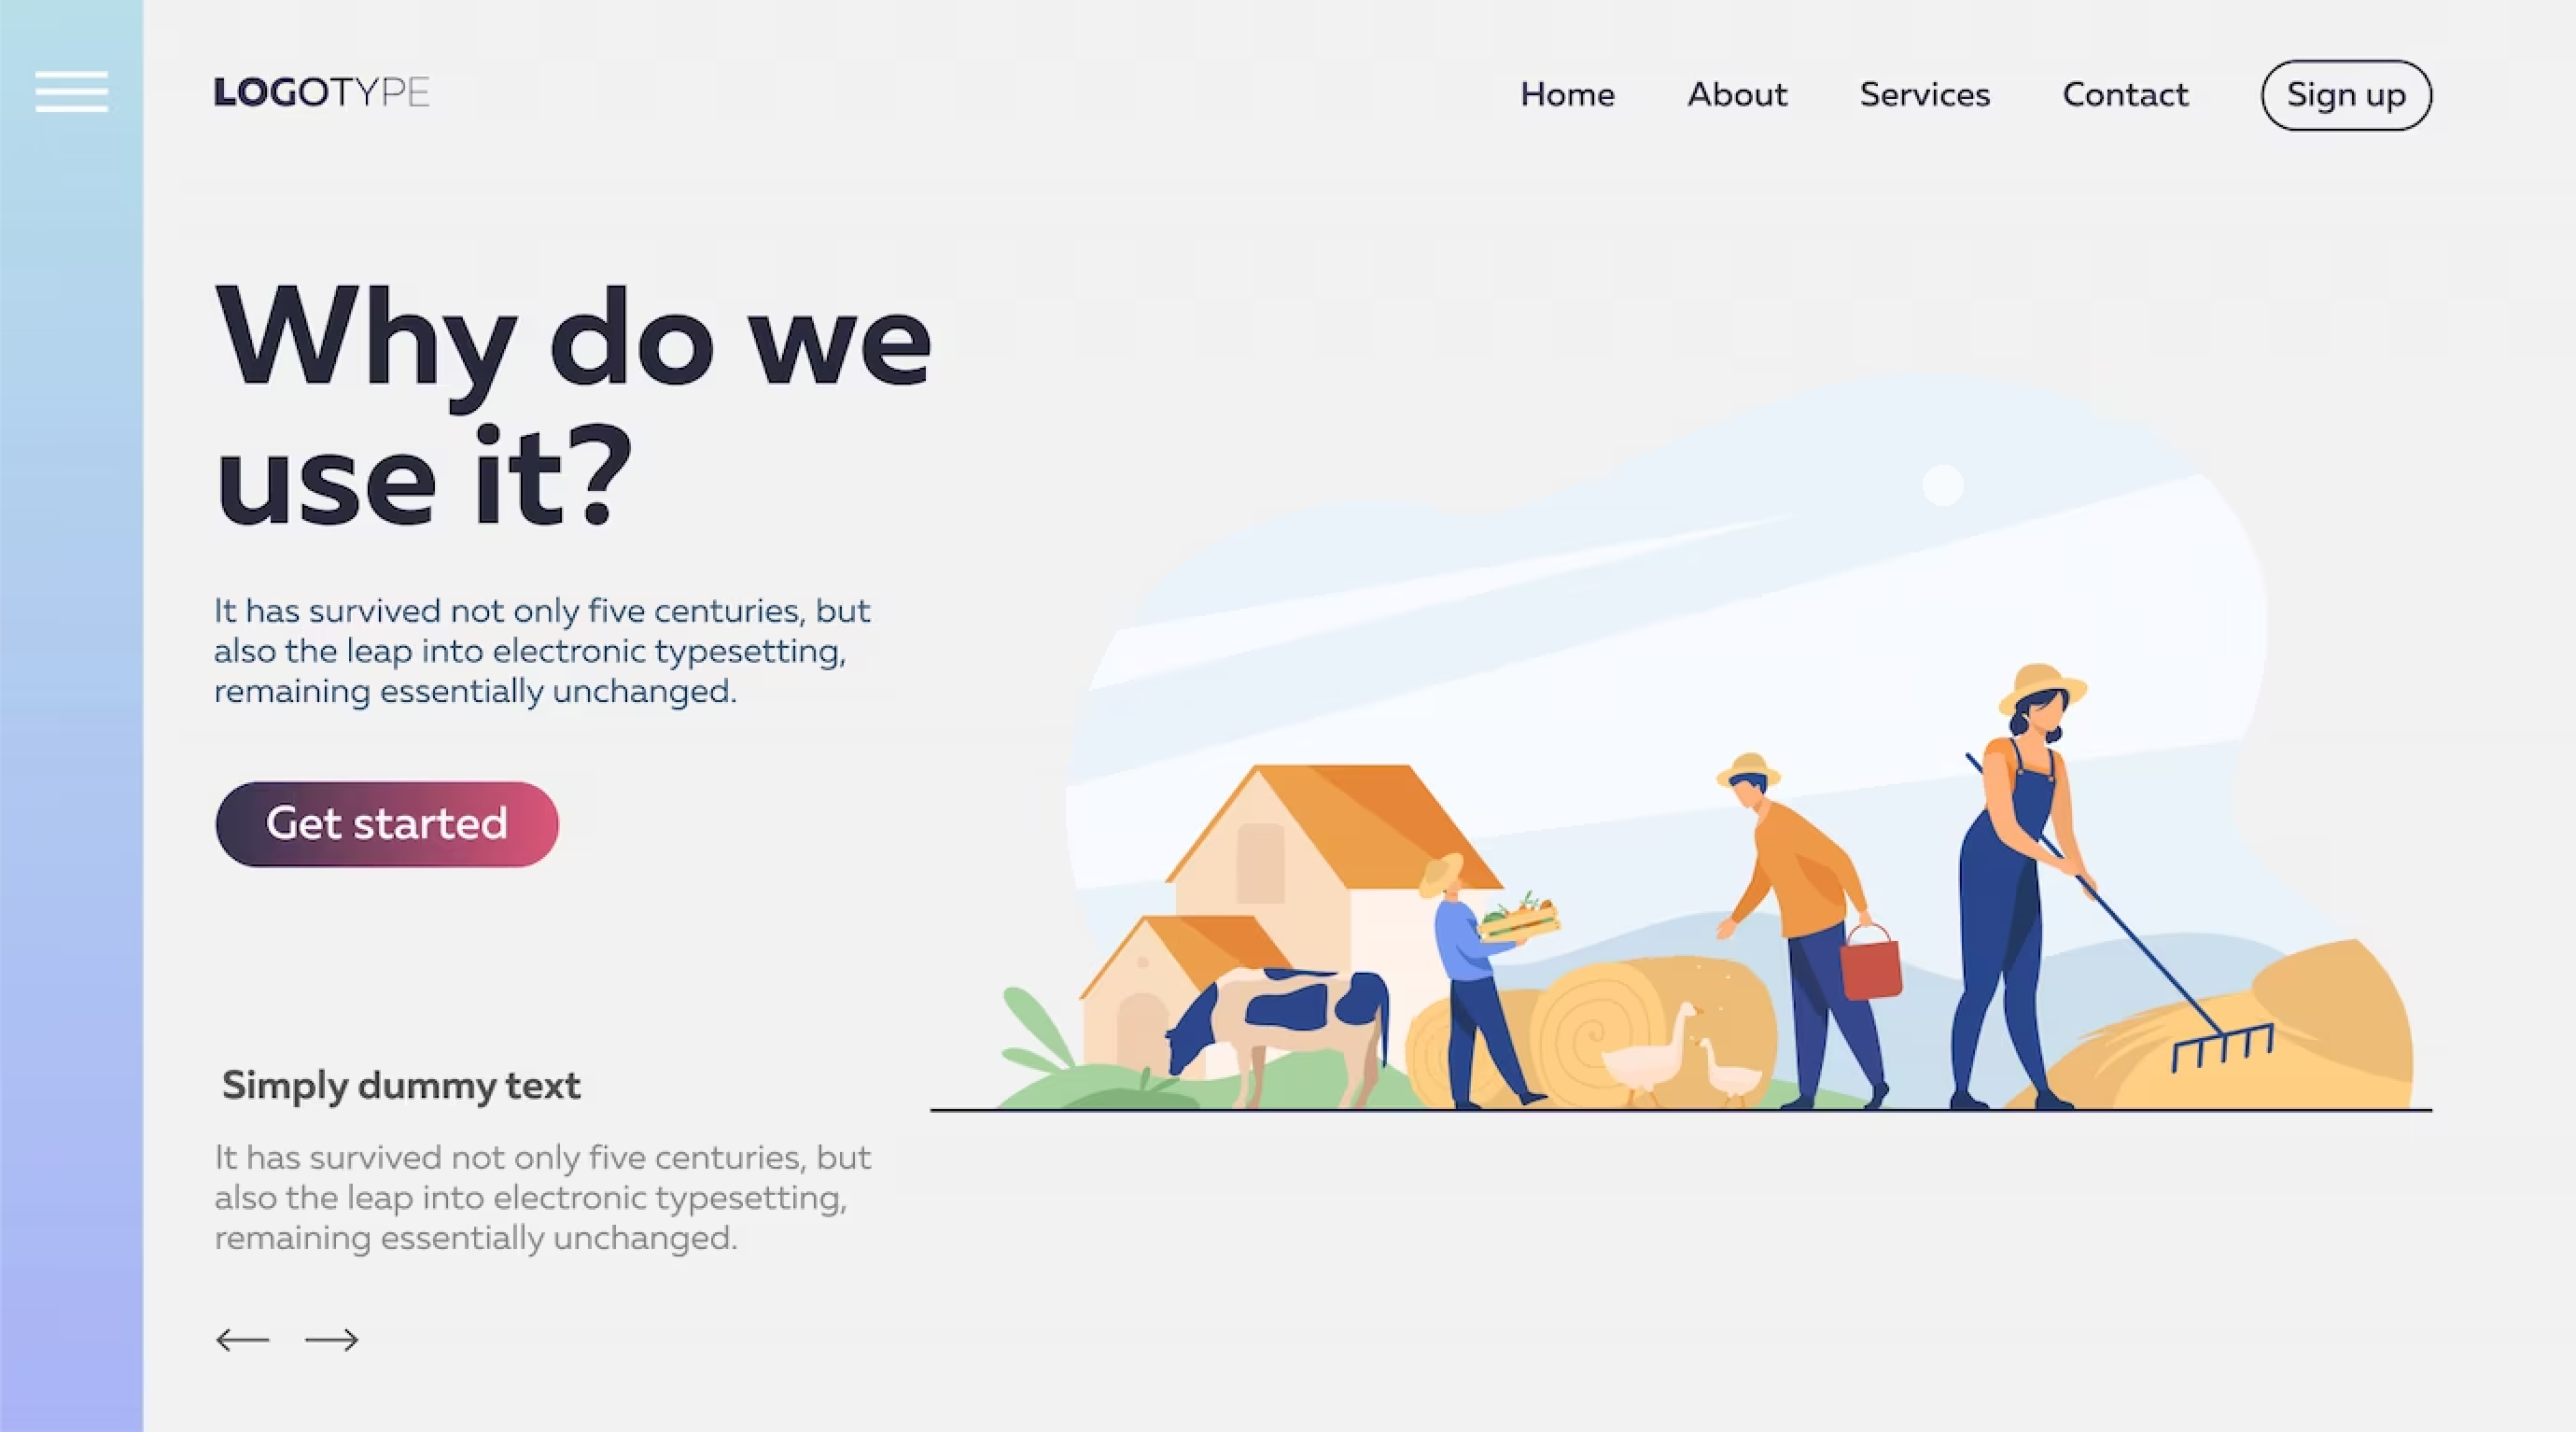 LOGOTYPE
Home About Services Contact Sign up
Why do we
use it?
It has survived not only five centuries, but
also the leap into electronic typesetting,
remaining essentially unchanged.
Get started
Simply dummy text
It has survived not only five centuries, but
also the leap into electronic typesetting,
remaining essentially unchanged.